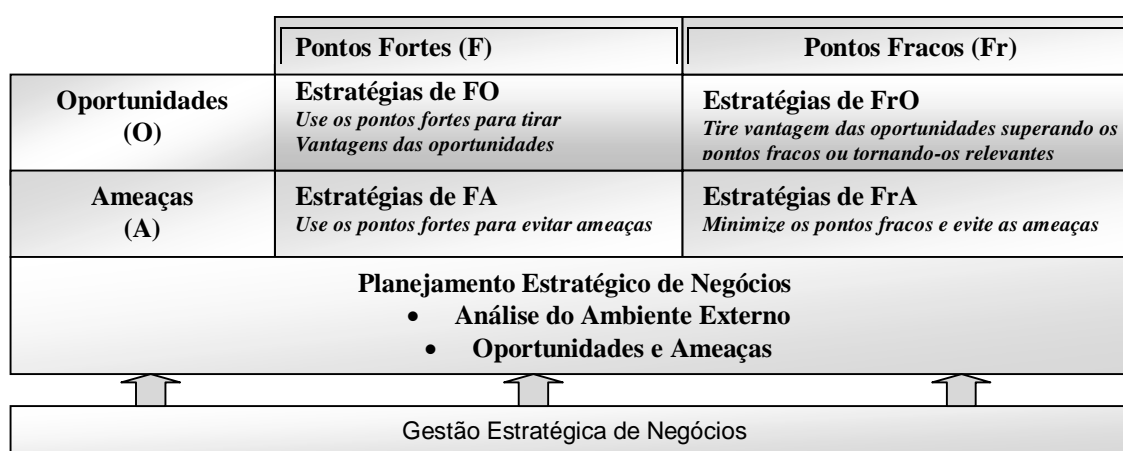 Pontos Fortes (F)
Pontos Fracos (Fr)
Oportunidades
(O)
Estratégias de FO
Use os pontos fortes para tirar
Vantagens das oportunidades
Estratégias de FrO
Tire vantagem das oportunidades superando os
pontos fracos ou tornando-os relevantes
Ameaças
(A)
Estratégias de FA
Use os pontos fortes para evitar ameaças
Estratégias de FrA
Minimize os pontos fracos e evite as ameaças
Planejamento Estratégico de Negócios
• Análise do Ambiente Externo
• Oportunidades e Ameaças
Gestão Estratégica de Negócios